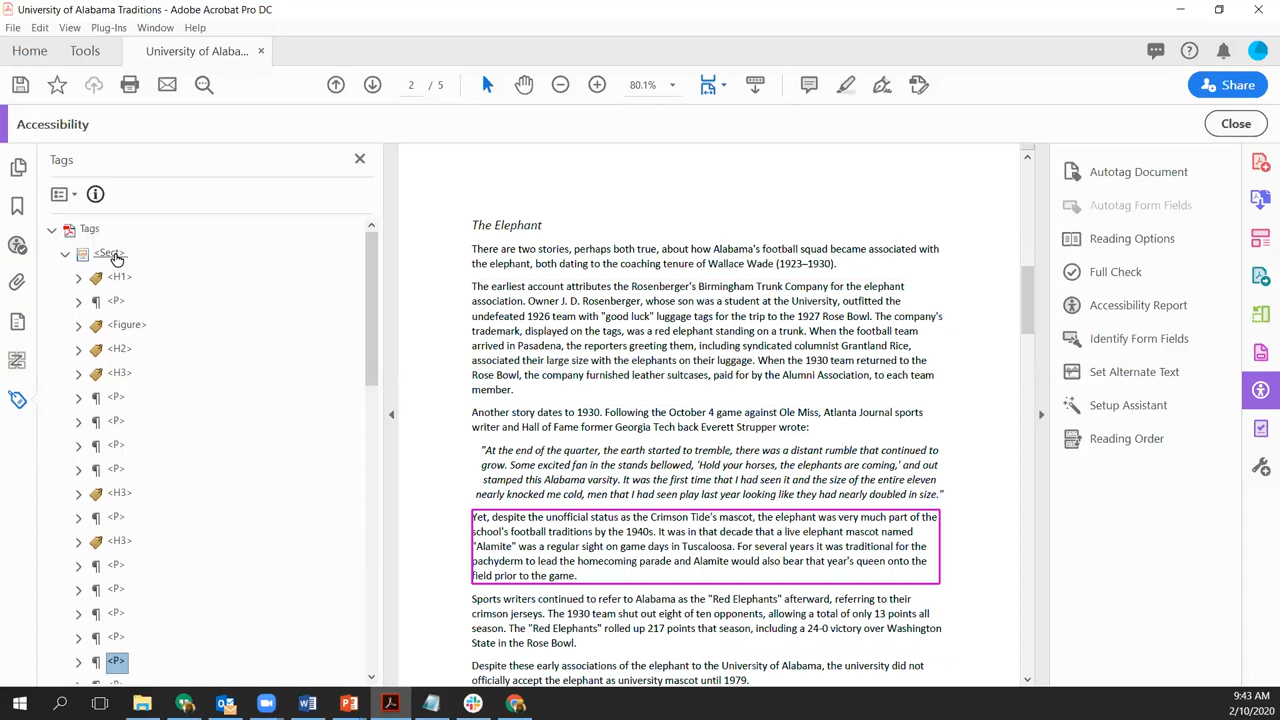 University of Alabama Traditions - Adobe Acrobat Pro DC
File Edit View Plug-Ins Window Help
Home Tools University of Alaba... ×
2 / 5 80.1% Share
Accessibility Close
Tags
Tags
<Sect>
<H1>
<P>
<Figure>
<H2>
<H3>
<P>
<P>
<P>
<P>
<H3>
<P>
<H3>
<P>
<P>
<P>
<P>
<P>
The Elephant
There are two stories, perhaps both true, about how Alabama's football squad became associated with
the elephant, both dating to the coaching tenure of Wallace Wade (1923–1930).
The earliest account attributes the Rosenberger's Birmingham Trunk Company for the elephant
association. Owner J. D. Rosenberger, whose son was a student at the University, outfitted the
undefeated 1926 team with "good luck" luggage tags for the trip to the 1927 Rose Bowl. The company's
trademark, displayed on the tags, was a red elephant standing on a trunk. When the football team
arrived in Pasadena, the reporters greeting them, including syndicated columnist Grantland Rice,
associated their large size with the elephants on their luggage. When the 1930 team returned to the
Rose Bowl, the company furnished leather suitcases, paid for by the Alumni Association, to each team
member.
Another story dates to 1930. Following the October 4 game against Ole Miss, Atlanta Journal sports
writer and Hall of Fame former Georgia Tech back Everett Strupper wrote:
"At the end of the quarter, the earth started to tremble, there was a distant rumble that continued to
grow. Some excited fan in the stands bellowed, 'Hold your horses, the elephants are coming,' and out
stamped this Alabama varsity. It was the first time that I had seen it and the size of the entire eleven
nearly knocked me cold, men that I had seen play last year looking like they had nearly doubled in size."
Yet, despite the unofficial status as the Crimson Tide's mascot, the elephant was very much part of the
school's football traditions by the 1940s. It was in that decade that a live elephant mascot named
"Alamite" was a regular sight on game days in Tuscaloosa. For several years it was traditional for the
pachyderm to lead the homecoming parade and Alamite would also bear that year's queen onto the
field prior to the game.
Sports writers continued to refer to Alabama as the "Red Elephants" afterward, referring to their
crimson jerseys. The 1930 team shut out eight of ten opponents, allowing a total of only 13 points all
season. The "Red Elephants" rolled up 217 points that season, including a 24-0 victory over Washington
State in the Rose Bowl.
Despite these early associations of the elephant to the University of Alabama, the university did not
officially accept the elephant as university mascot until 1979.
Autotag Document
Autotag Form Fields
Reading Options
Full Check
Accessibility Report
Identify Form Fields
Set Alternate Text
Setup Assistant
Reading Order
9:43 AM
2/10/2020